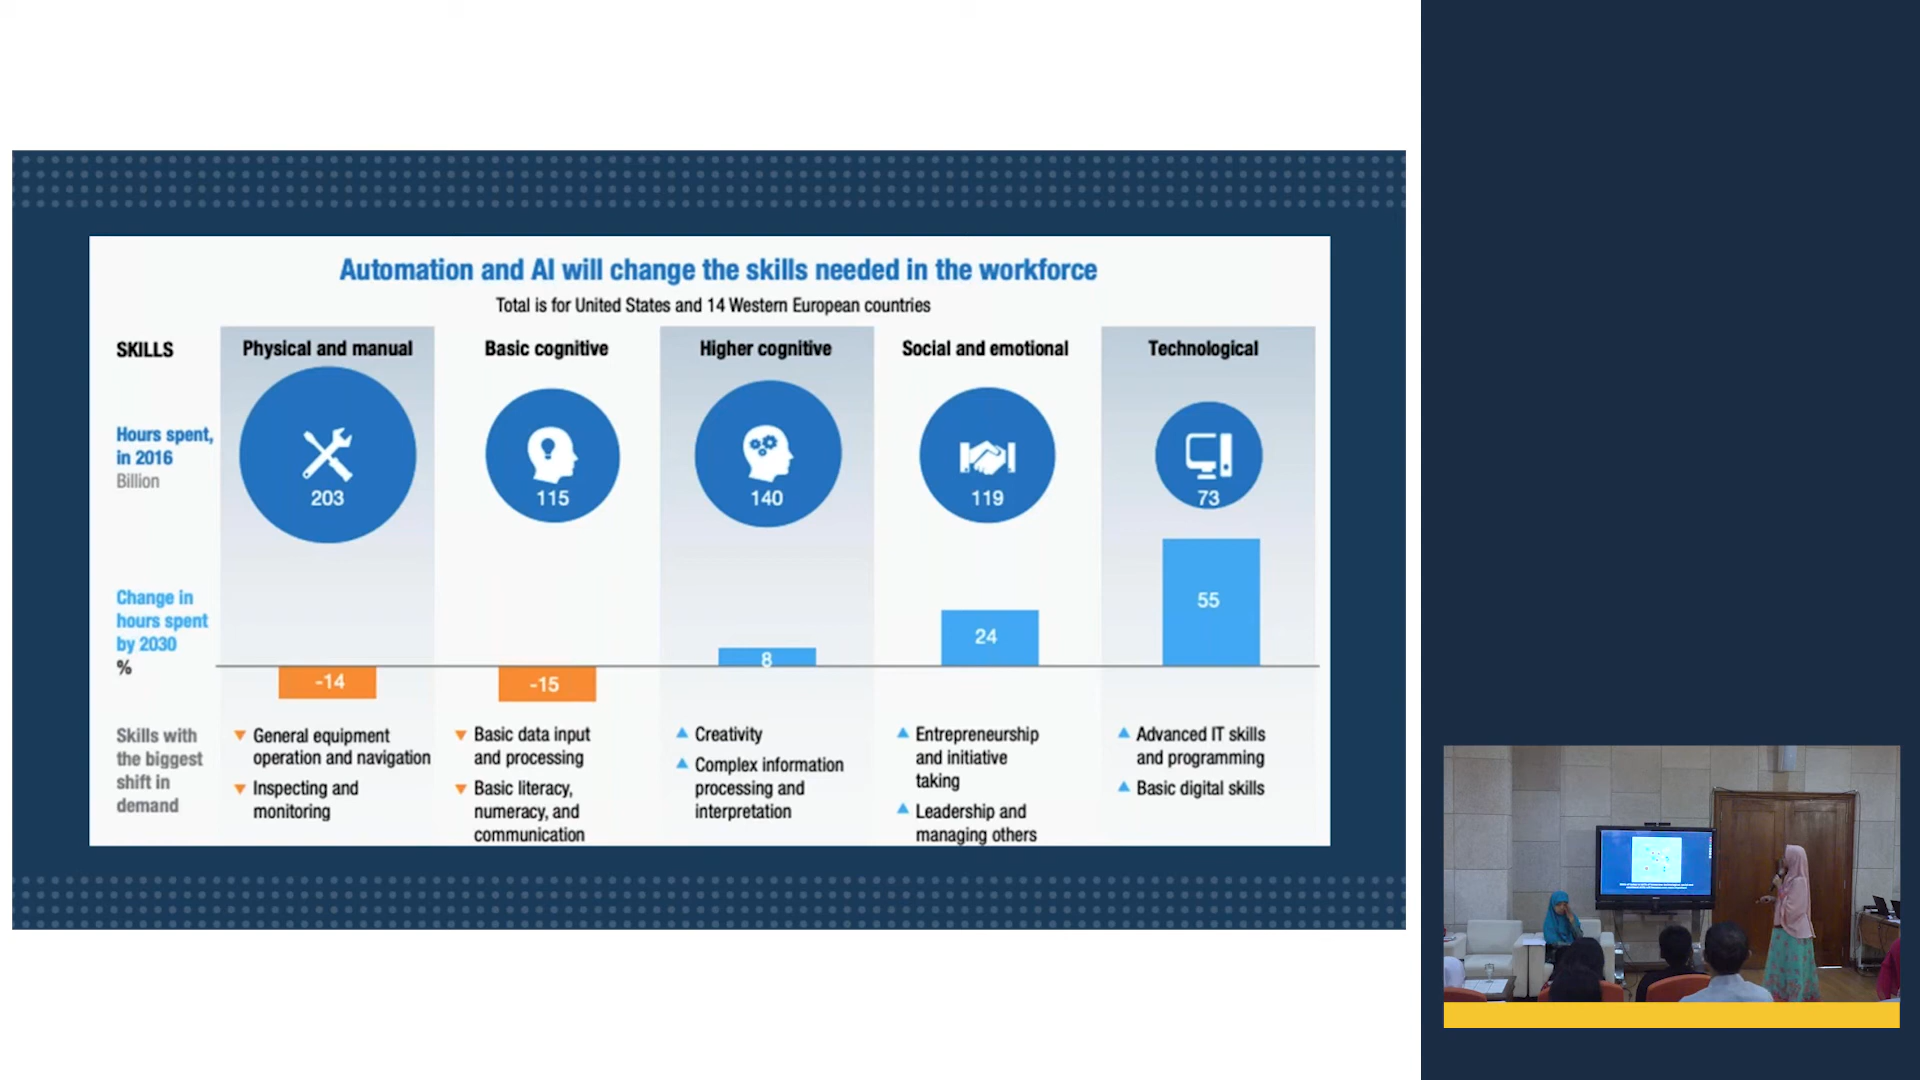 Automation and AI will change the skills needed in the workforce
Total is for United States and 14 Western European countries
SKILLS
Physical and manual
Basic cognitive
Higher cognitive
Social and emotional
Technological
Hours spent,
in 2016
Billion
203
115
140
119
73
Change in
hours spent
by 2030
%
-14
-15
8
24
55
Skills with
the biggest
shift in
demand
General equipment
operation and navigation
Inspecting and
monitoring
Basic data input
and processing
Basic literacy,
numeracy, and
communication
Creativity
Complex information
processing and
interpretation
Entrepreneurship
and initiative
taking
Leadership and
managing others
Advanced IT skills
and programming
Basic digital skills